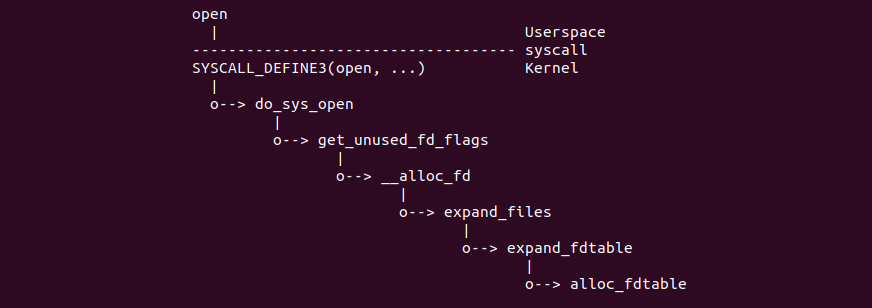 open
  |                                   Userspace
------------------------------------ syscall
SYSCALL_DEFINE3(open, ...)           Kernel
  |
  o--> do_sys_open
         |
         o--> get_unused_fd_flags
                |
                o--> __alloc_fd
                       |
                       o--> expand_files
                              |
                              o--> expand_fdtable
                                     |
                                     o--> alloc_fdtable